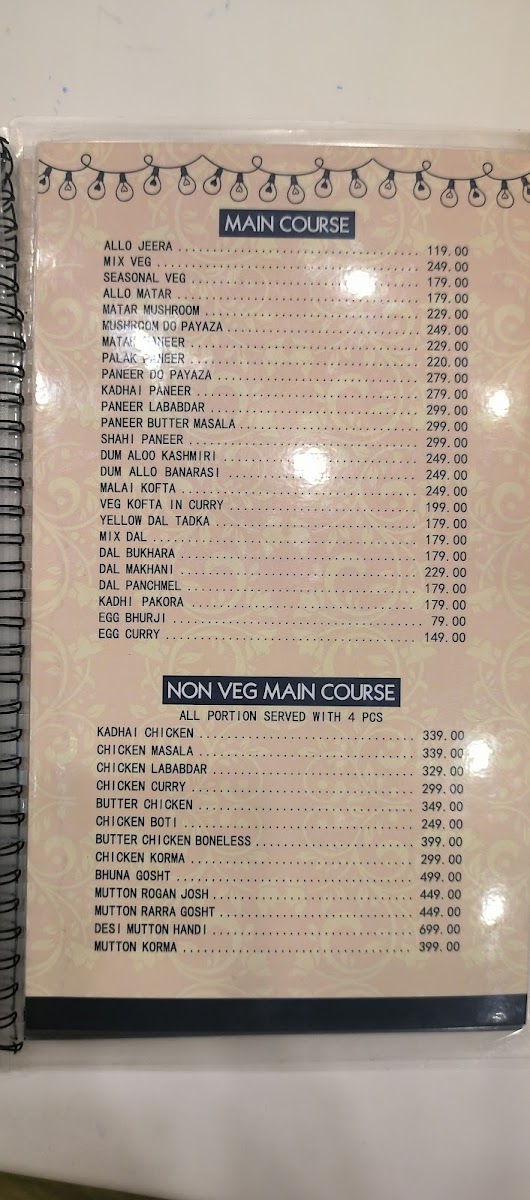 MAIN COURSE
ALLO JEERA 119.00
MIX VEG 249.00
SEASONAL VEG 179.00
ALLO MATAR 179.00
MATAR MUSHROOM 229.00
MUSHROOM DO PAYAZA 249.00
MATAR PANEER 229.00
PALAK PANEER 220.00
PANEER DO PAYAZA 279.00
KADHAI PANEER 279.00
PANEER LABABDAR 299.00
PANEER BUTTER MASALA 299.00
SHAHI PANEER 299.00
DUM ALOO KASHMIRI 249.00
DUM ALLO BANARASI 249.00
MALAI KOFTA 249.00
VEG KOFTA IN CURRY 199.00
YELLOW DAL TADKA 179.00
MIX DAL 179.00
DAL BUKHARA 179.00
DAL MAKHANI 229.00
DAL PANCHMEL 179.00
KADHI PAKORA 179.00
EGG BHURJI 79.00
EGG CURRY 149.00
NON VEG MAIN COURSE
ALL PORTION SERVED WITH 4 PCS
KADHAI CHICKEN 339.00
CHICKEN MASALA 339.00
CHICKEN LABABDAR 329.00
CHICKEN CURRY 299.00
BUTTER CHICKEN 349.00
CHICKEN BOTI 249.00
BUTTER CHICKEN BONELESS 399.00
CHICKEN KORMA 299.00
BHUNA GOSHT 499.00
MUTTON ROGAN JOSH 449.00
MUTTON RARRA GOSHT 449.00
DESI MUTTON HANDI 699.00
MUTTON KORMA 399.00